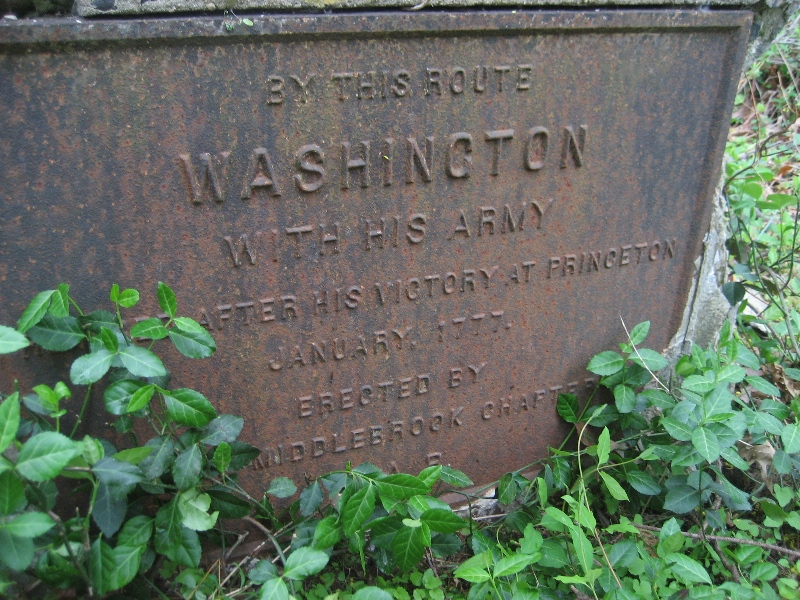 BY THIS ROUTE
WASHINGTON
WITH HIS ARMY
AFTER HIS VICTORY AT PRINCETON
JANUARY, 1777.
ERECTED BY
MIDDLEBROOK CHAPTER
A. R.